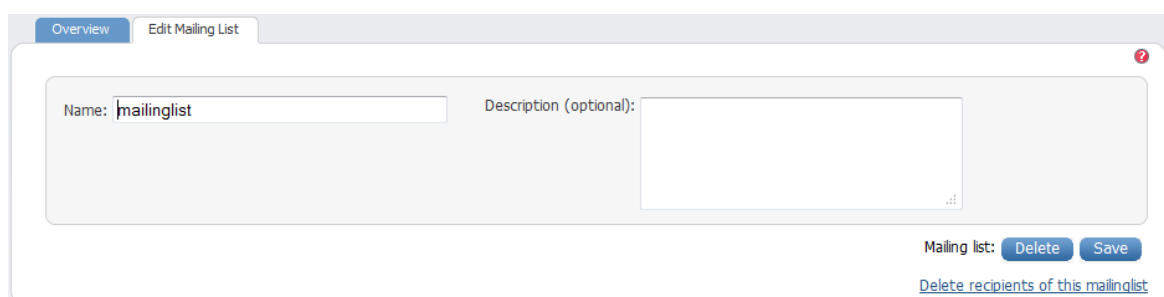 Overview Edit Mailing List
?
Name: mailinglist Description (optional):
Mailing list: Delete Save
Delete recipients of this mailinglist